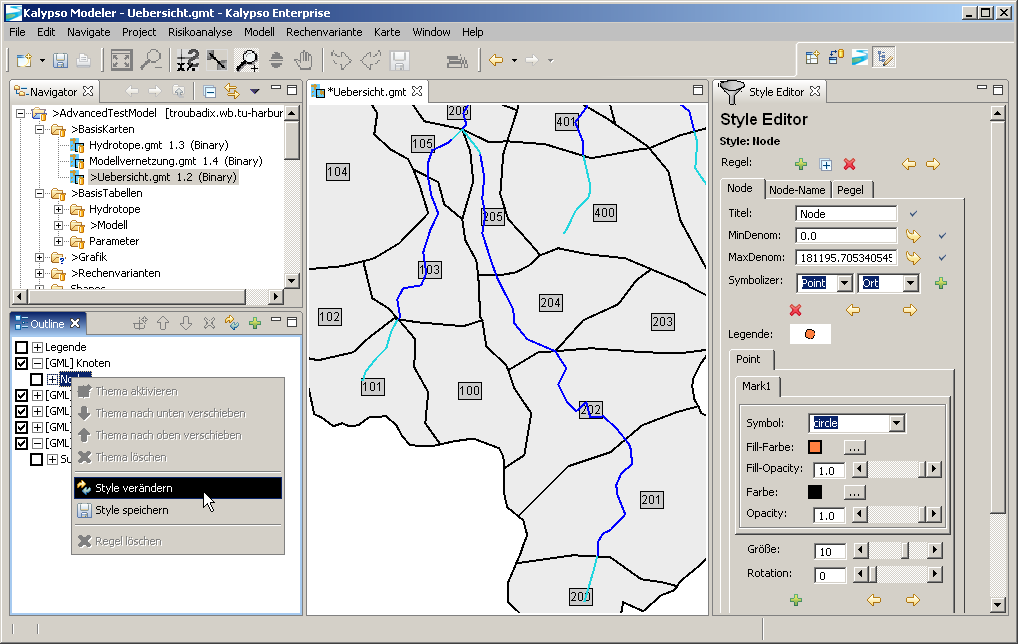 Kalypso Modeler - Uebersicht.gmt - Kalypso Enterprise
File Edit Navigate Project Risikoanalyse Modell Rechenvariante Karte Window Help
Navigator
>AdvancedTestModel [troubadix.wb.tu-harbur
>BasisKarten
Hydrotope.gmt 1.3 (Binary)
Modellvernetzung.gmt 1.4 (Binary)
>Uebersicht.gmt 1.2 (Binary)
>BasisTabellen
Hydrotope
>Modell
Parameter
>Grafik
>Rechenvarianten
Shapes
Outline
Legende
[GML] Knoten
[GML]
[GML]
[GML]
[GML]
Thema aktivieren
Thema nach unten verschieben
Thema nach oben verschieben
Thema löschen
Style verändern
Style speichern
Regel löschen
*Uebersicht.gmt
206
401
105
104
205
400
103
204
102
203
101
100
202
201
200
Style Editor
Style Editor
Style: Node
Regel:
Node Node-Name Pegel
Titel: Node
MinDenom: 0.0
MaxDenom: 181195.705340545
Symbolizer: Point Ort
Legende:
Point
Mark1
Symbol: circle
Fill-Farbe: ...
Fill-Opacity: 1.0
Farbe: ...
Opacity: 1.0
Größe: 10
Rotation: 0